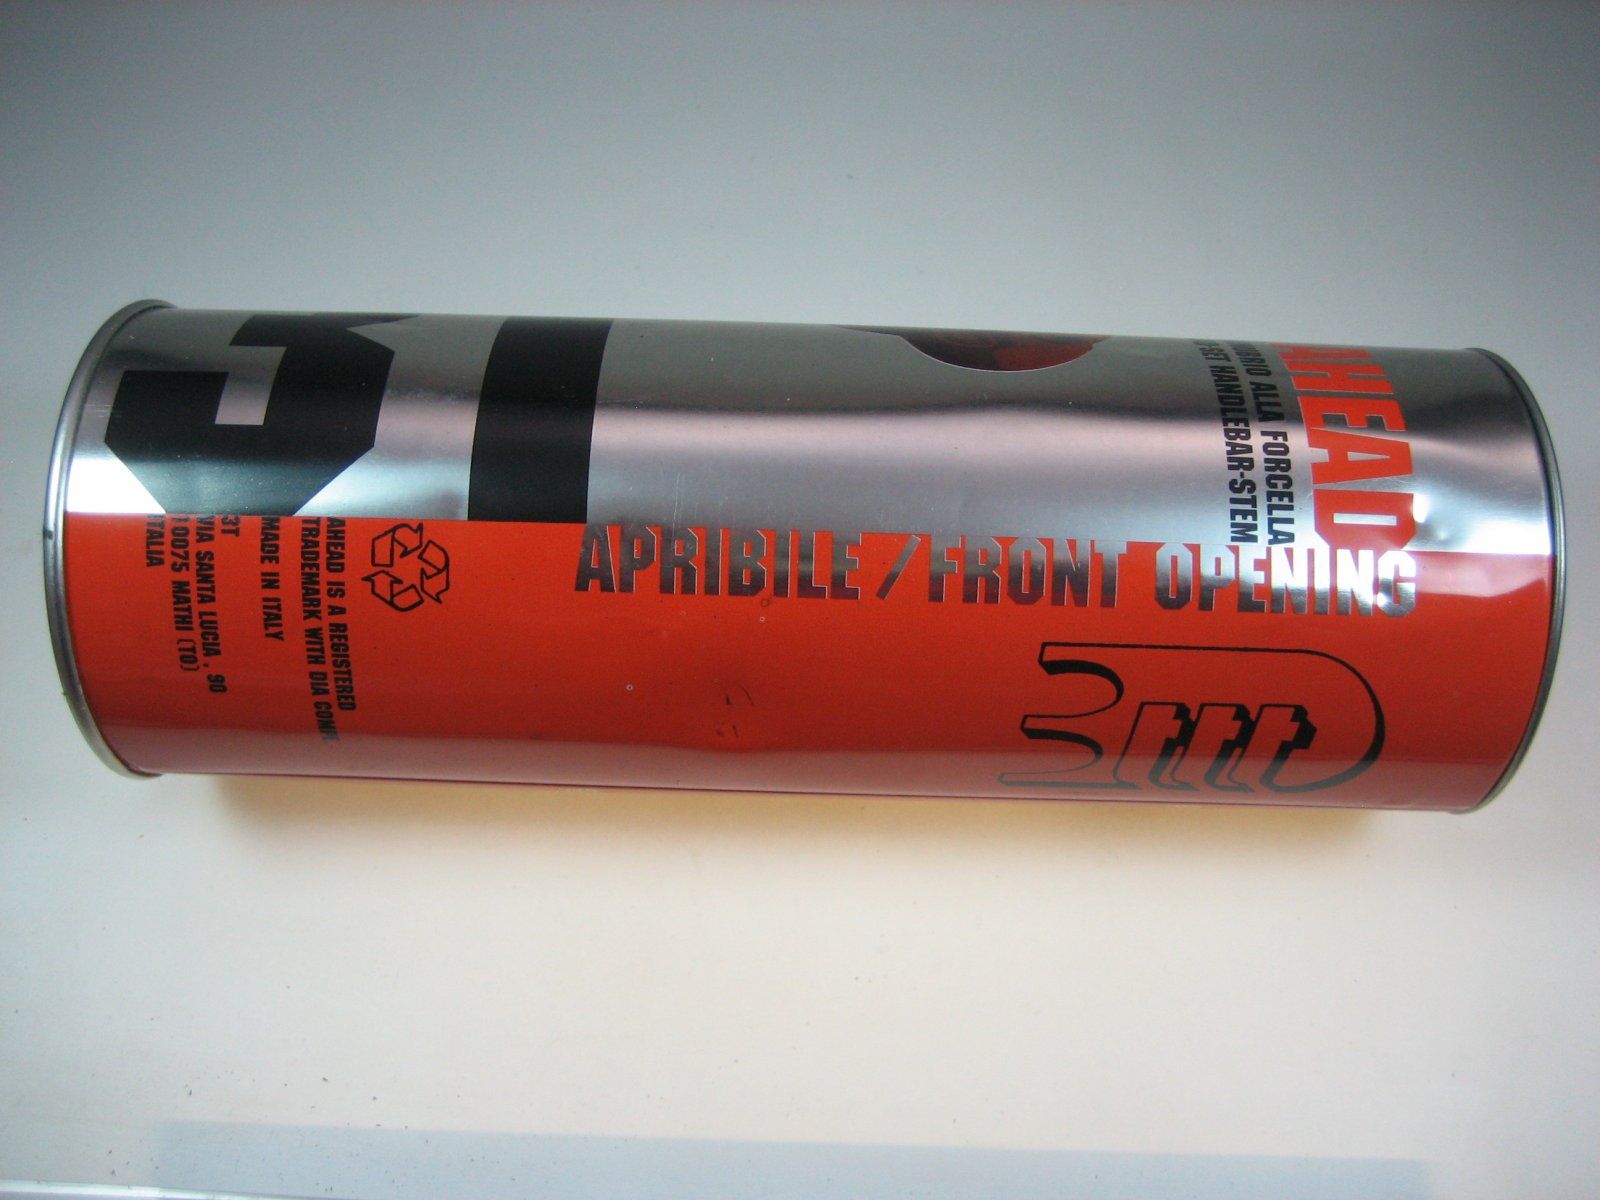 AHEAD
ALLA FORCELLA
HANDLEBAR-STEM
APRIBILE / FRONT OPENING
AHEAD IS A REGISTERED
TRADEMARK WITH DIA
MADE IN ITALY
3T
VIA SANTA LUCIA, 90
10075 MATHI (TO)
ITALIA